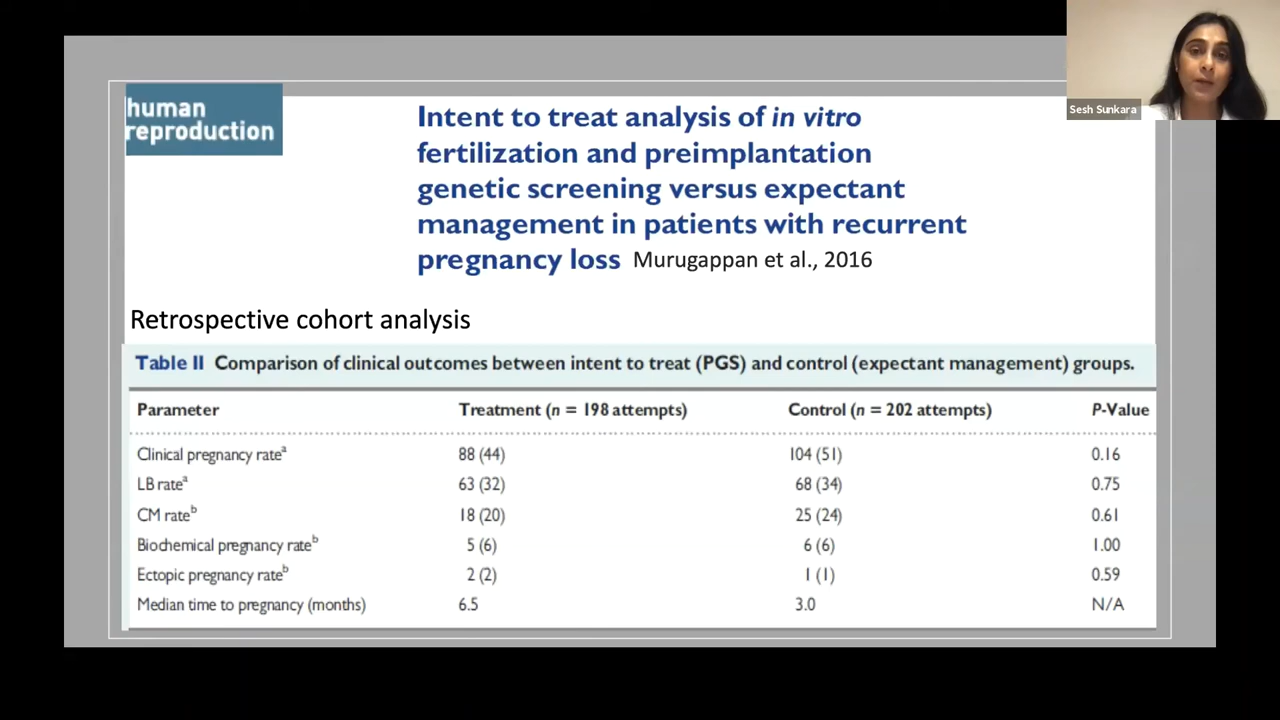 human
reproduction
Intent to treat analysis of in vitro
fertilization and preimplantation
genetic screening versus expectant
management in patients with recurrent
pregnancy loss Murugappan et al., 2016
Sesh Sunkara
Retrospective cohort analysis
Table II Comparison of clinical outcomes between intent to treat (PGS) and control (expectant management) groups.
Parameter Treatment (n = 198 attempts) Control (n = 202 attempts) P-Value
Clinical pregnancy rateᵃ 88 (44) 104 (51) 0.16
LB rateᵃ 63 (32) 68 (34) 0.75
CM rateᵇ 18 (20) 25 (24) 0.61
Biochemical pregnancy rateᵇ 5 (6) 6 (6) 1.00
Ectopic pregnancy rateᵇ 2 (2) 1 (1) 0.59
Median time to pregnancy (months) 6.5 3.0 N/A